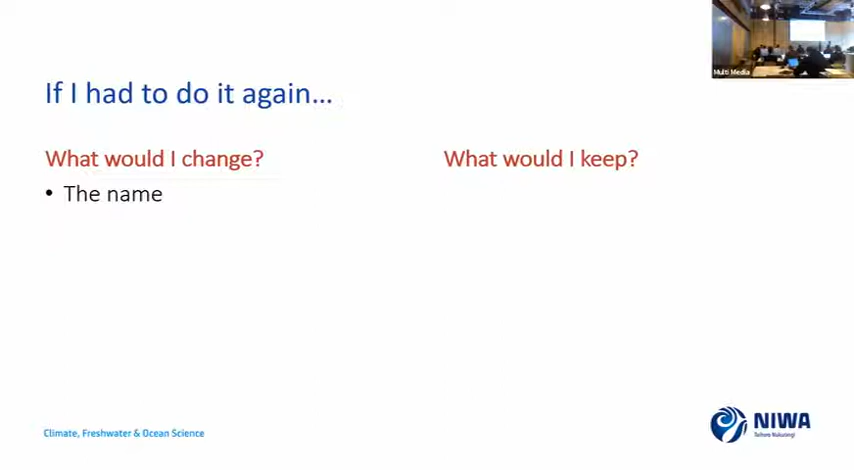 Multi Media
If I had to do it again...
What would I change?
What would I keep?
• The name
Climate, Freshwater & Ocean Science
NIWA
Taihoro Nukurangi